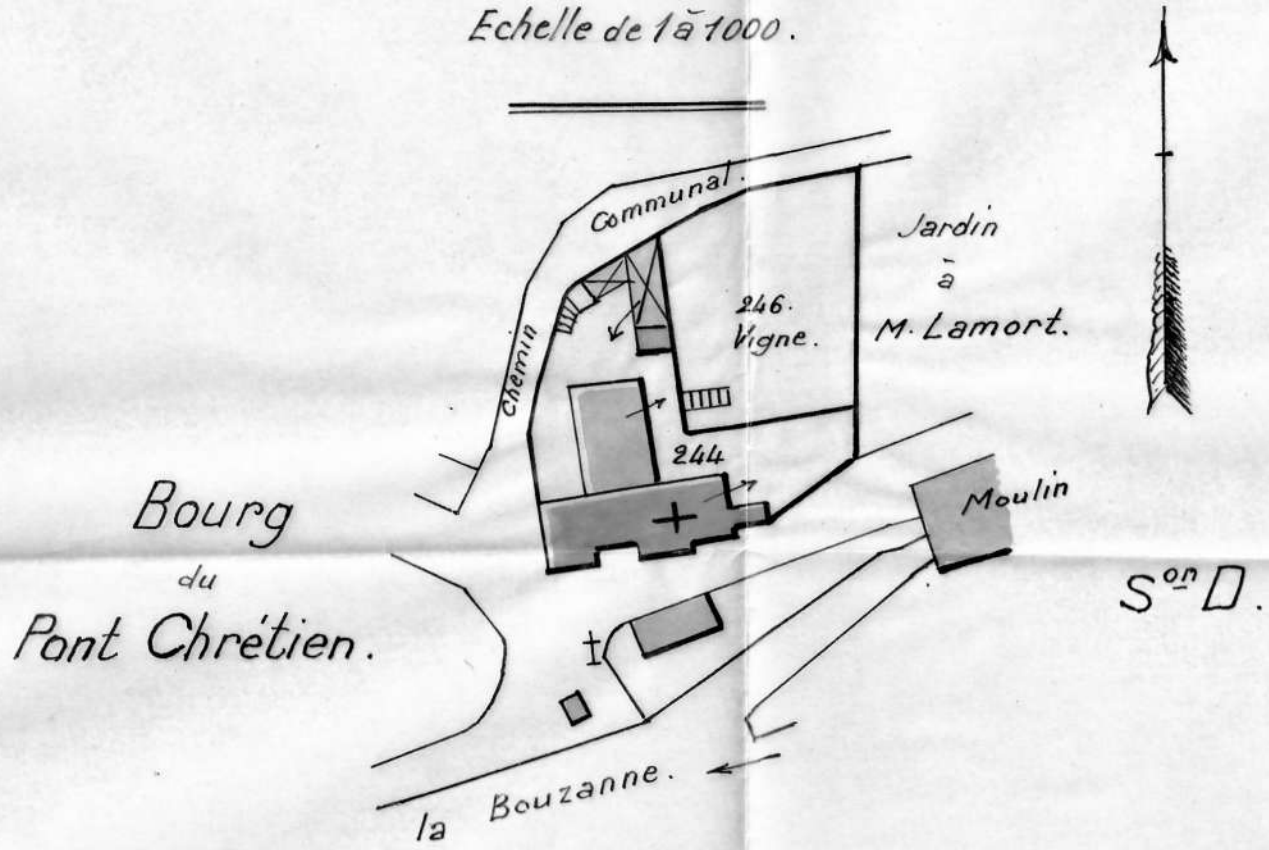 Echelle de 1 à 1000.
Communal.
Chemin
Jardin
à
M. Lamort.
246.
Vigne.
244
Moulin
Bourg
du
Pont Chrétien.
Son D.
la Bouzanne.